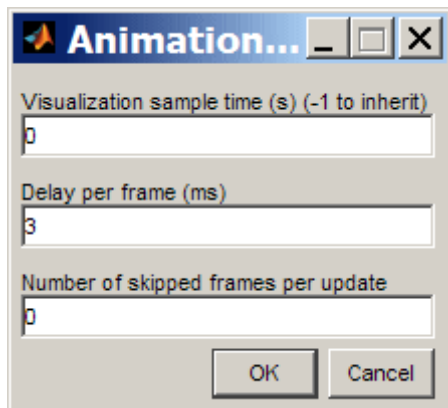 Animation...
Visualization sample time (s) (-1 to inherit)
0
Delay per frame (ms)
3
Number of skipped frames per update
0
OK Cancel